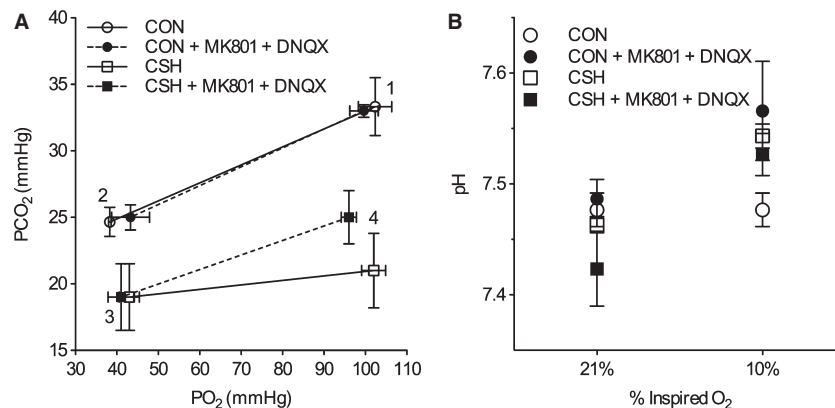 A
CON
CON + MK801 + DNQX
CSH
CSH + MK801 + DNQX
40
35
30
25
20
15
PCO2 (mmHg)
1
2
3
4
30 40 50 60 70 80 90 100 110
PO2 (mmHg)
B
CON
CON + MK801 + DNQX
CSH
CSH + MK801 + DNQX
7.6
7.5
7.4
pH
21% 10%
% Inspired O2